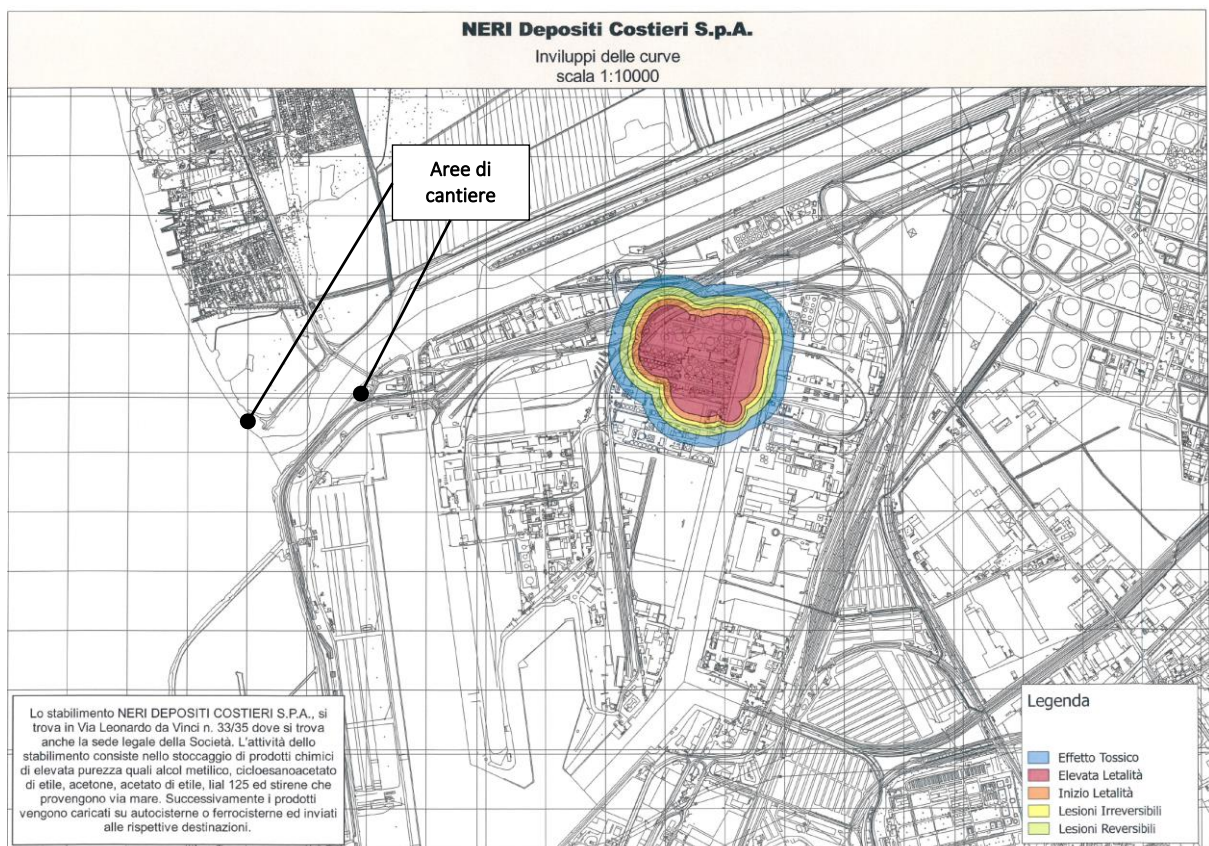 NERI Depositi Costieri S.p.A.
Inviluppi delle curve
scala 1:10000
Aree di
cantiere
Lo stabilimento NERI DEPOSITI COSTIERI S.P.A., si
trova in Via Leonardo da Vinci n. 33/35 dove si trova
anche la sede legale della Società. L'attività dello
stabilimento consiste nello stoccaggio di prodotti chimici
di elevata purezza quali alcol metilico, cicloesanoacetato
di etile, acetone, acetato di etile, lial 125 ed stirene che
provengono via mare. Successivamente i prodotti
vengono caricati su autocisterne o ferrocisterne ed inviati
alle rispettive destinazioni.
Legenda
Effetto Tossico
Elevata Letalità
Inizio Letalità
Lesioni Irreversibili
Lesioni Reversibili